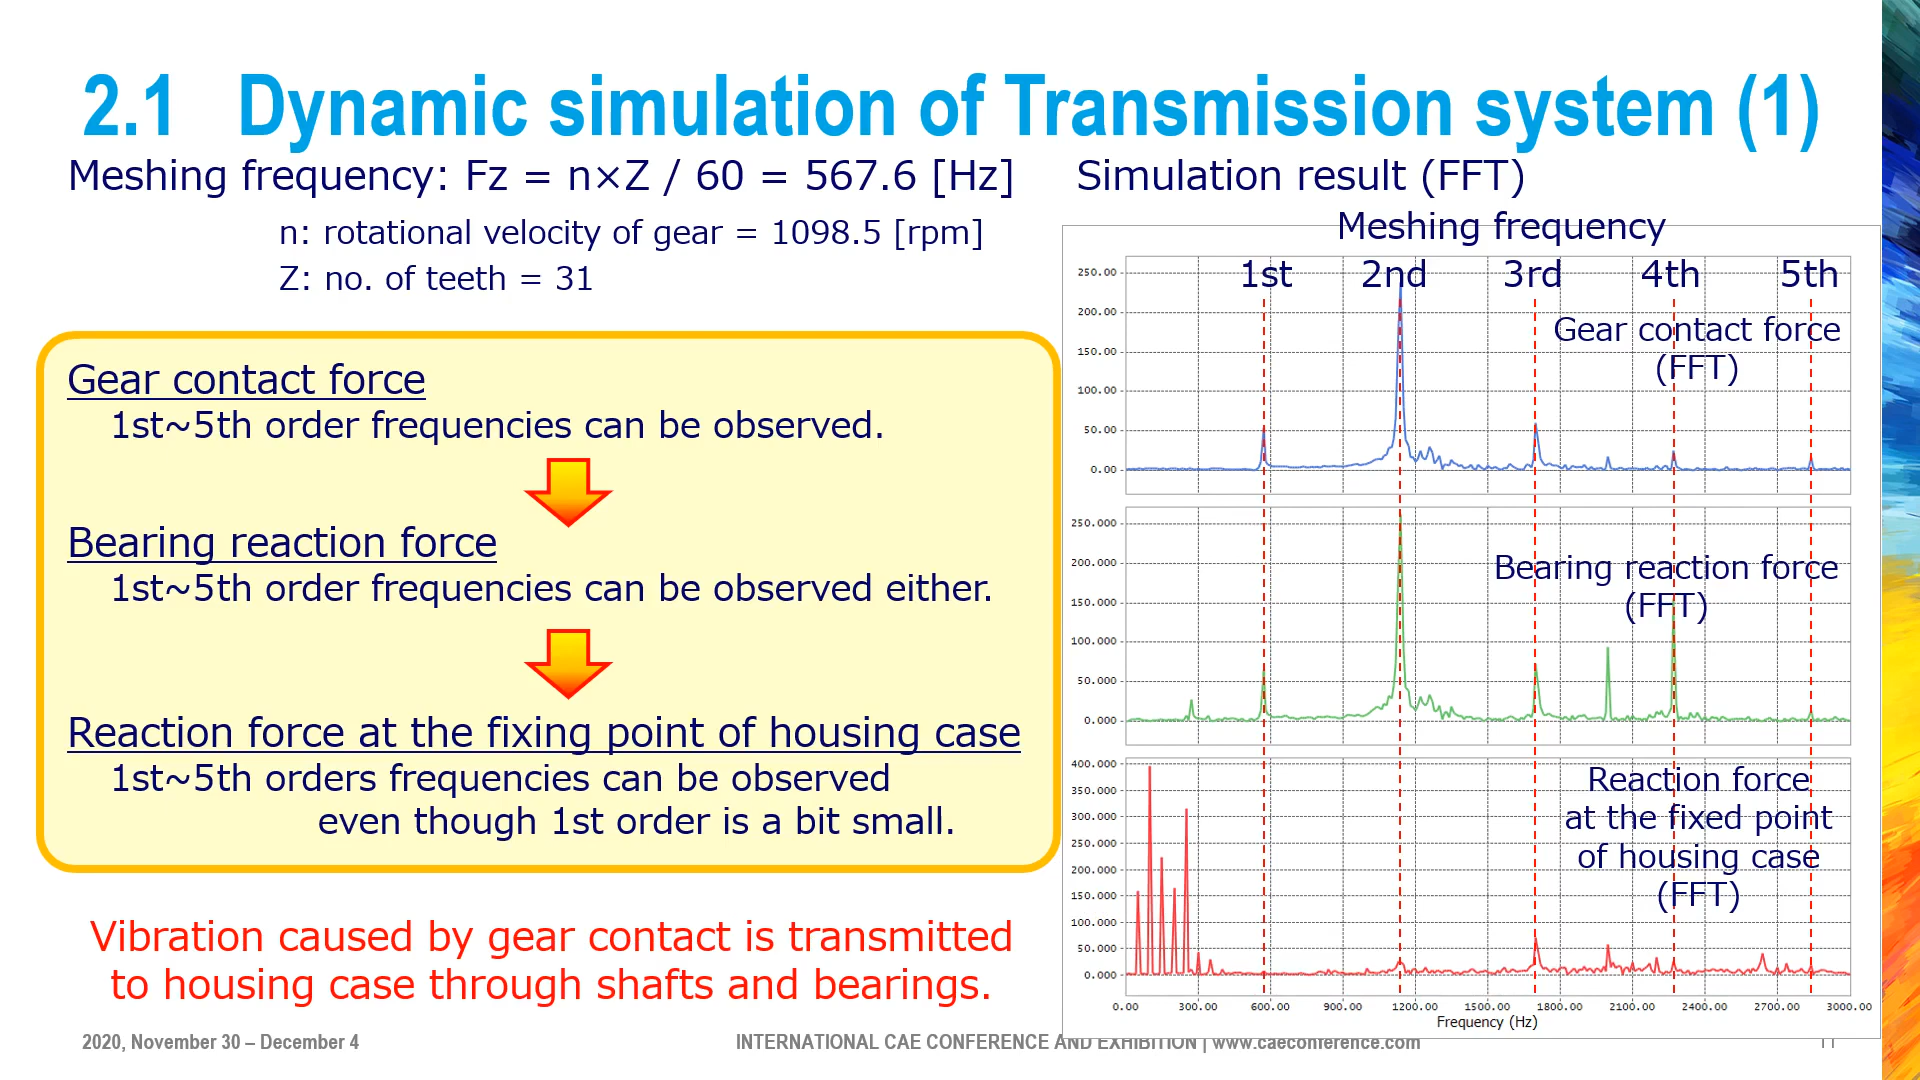 2.1 Dynamic simulation of Transmission system (1)
Meshing frequency: Fz = n×Z / 60 = 567.6 [Hz]
n: rotational velocity of gear = 1098.5 [rpm]
Z: no. of teeth = 31
Gear contact force
1st~5th order frequencies can be observed.
Bearing reaction force
1st~5th order frequencies can be observed either.
Reaction force at the fixing point of housing case
1st~5th orders frequencies can be observed
even though 1st order is a bit small.
Vibration caused by gear contact is transmitted
to housing case through shafts and bearings.
Simulation result (FFT)
Meshing frequency
1st 2nd 3rd 4th 5th
Gear contact force
(FFT)
250.00
200.00
150.00
100.00
50.00
0.00
Bearing reaction force
(FFT)
250.000
200.000
150.000
100.000
50.000
0.000
Reaction force
at the fixed point
of housing case
(FFT)
400.000
350.000
300.000
250.000
200.000
150.000
100.000
50.000
0.000
0.00 300.00 600.00 900.00 1200.00 1500.00 1800.00 2100.00 2400.00 2700.00 3000.00
Frequency (Hz)
2020, November 30 – December 4
INTERNATIONAL CAE CONFERENCE AND EXHIBITION | www.caeconference.com
11